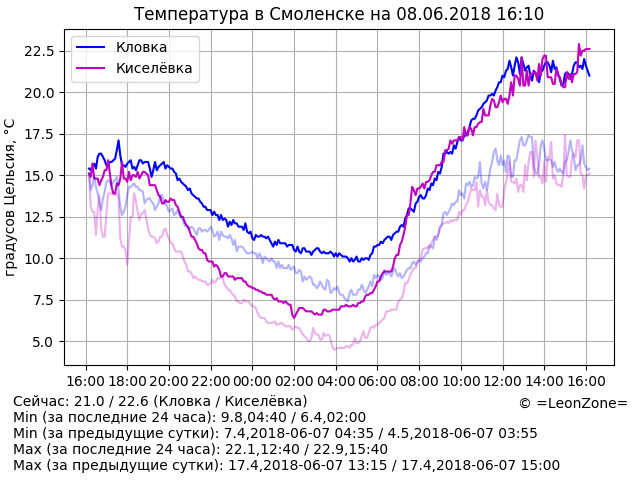 Температура в Смоленске на 08.06.2018 16:10
Кловка
Киселёвка
градусов Цельсия, °C
22.5
20.0
17.5
15.0
12.5
10.0
7.5
5.0
16:00 18:00 20:00 22:00 00:00 02:00 04:00 06:00 08:00 10:00 12:00 14:00 16:00
Сейчас: 21.0 / 22.6 (Кловка / Киселёвка)
© =LeonZone=
Min (за последние 24 часа): 9.8,04:40 / 6.4,02:00
Min (за предыдущие сутки): 7.4,2018-06-07 04:35 / 4.5,2018-06-07 03:55
Max (за последние 24 часа): 22.1,12:40 / 22.9,15:40
Max (за предыдущие сутки): 17.4,2018-06-07 13:15 / 17.4,2018-06-07 15:00